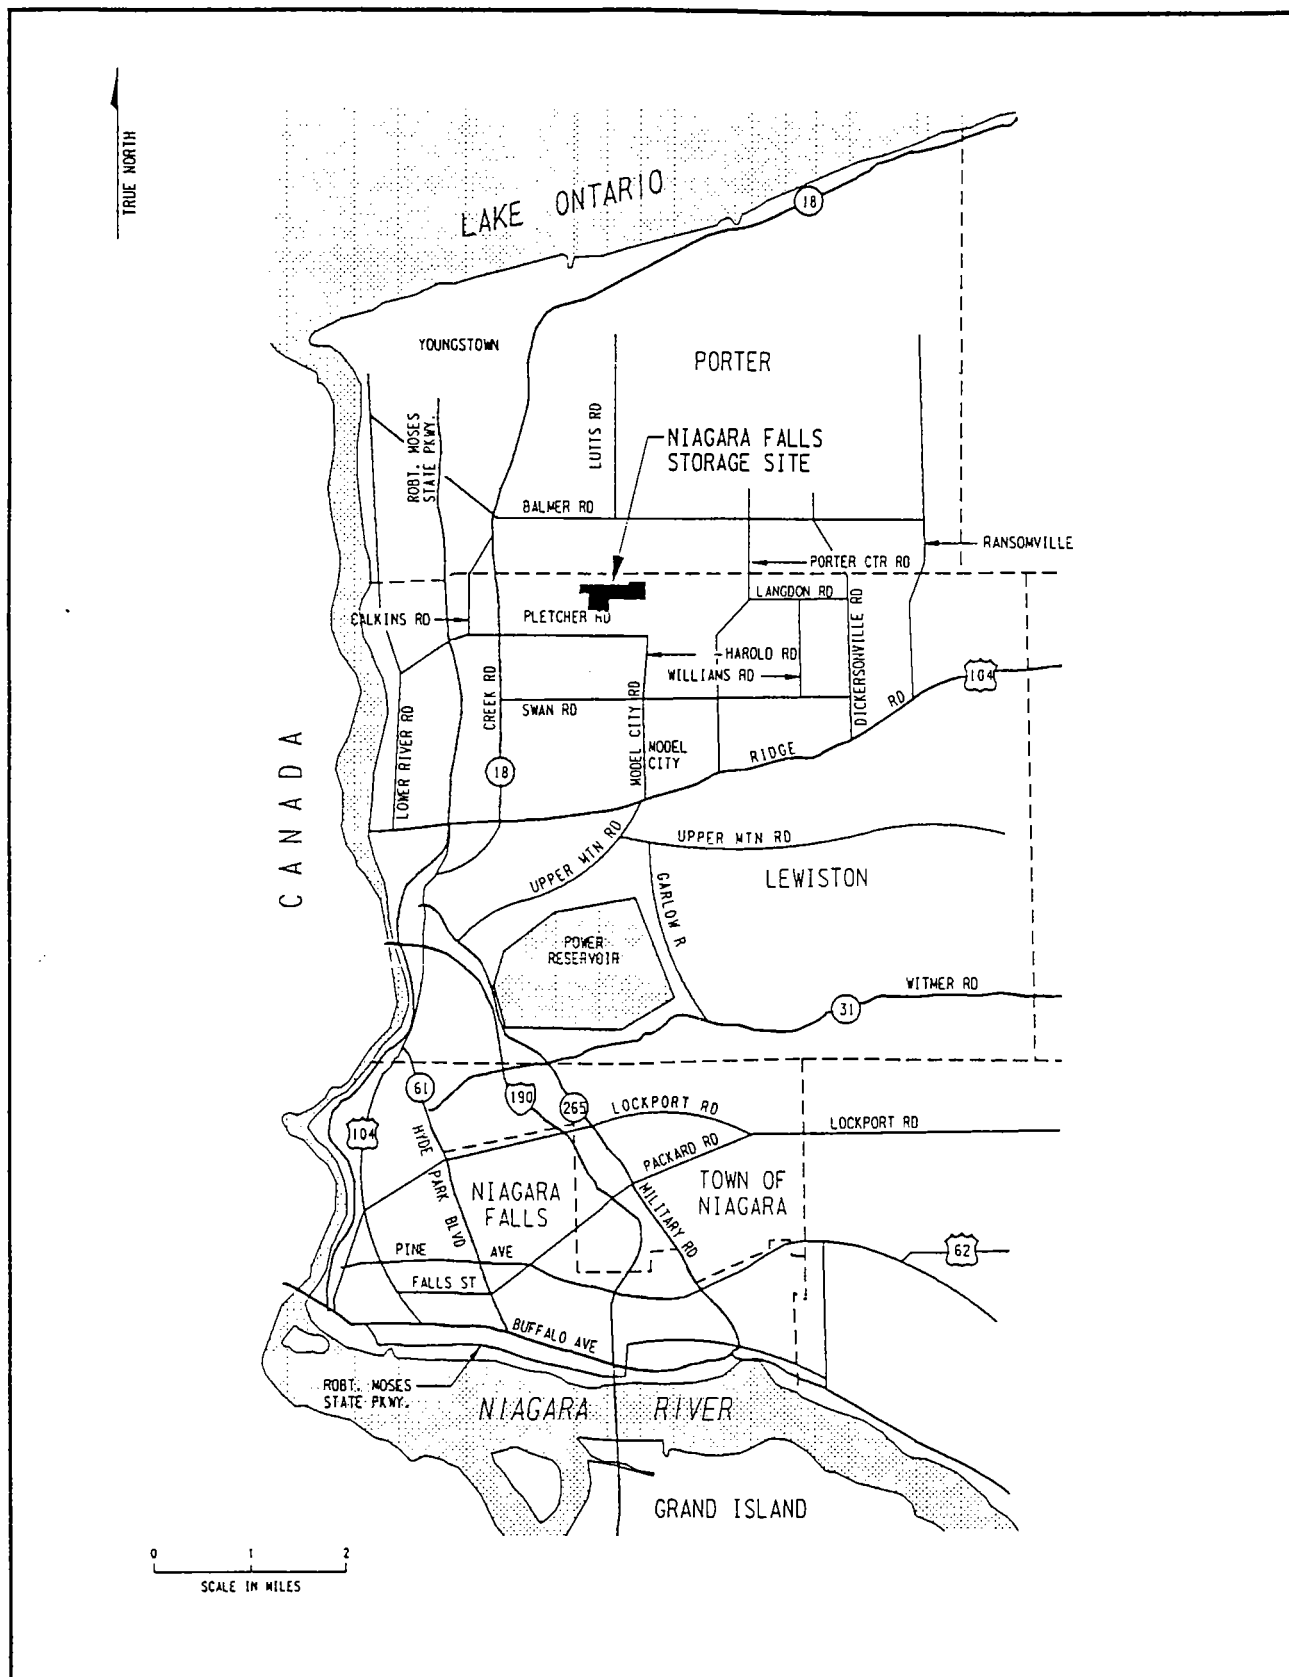 TRUE NORTH
LAKE ONTARIO
18
YOUNGSTOWN
PORTER
ROBT. MOSES
STATE PKWY.
LUTTS RD
NIAGARA FALLS
STORAGE SITE
BALMER RD
RANSOMVILLE
PORTER CTR RD
LANGDON RD
CALKINS RD
PLETCHER RD
HAROLD RD
WILLIANS RD
DICKERSONVILLE RD
104
CREEK RD
SWAN RD
MODEL CITY RD
LOWER RIVER RD
MODEL
CITY
RIDGE RD
18
CANADA
UPPER MTN RD
UPPER MTN RD
LEWISTON
GARLOW R
POWER
RESERVOIR
WITMER RD
31
61
190
265
LOCKPORT RD
LOCKPORT RD
104
HYDE PARK BLVD
PACKARD RD
NIAGARA
FALLS
TOWN OF
NIAGARA
MILITARY RD
PINE AVE
62
FALLS ST
BUFFALO AVE
ROBT. MOSES
STATE PKWY.
NIAGARA RIVER
GRAND ISLAND
0 1 2
SCALE IN MILES